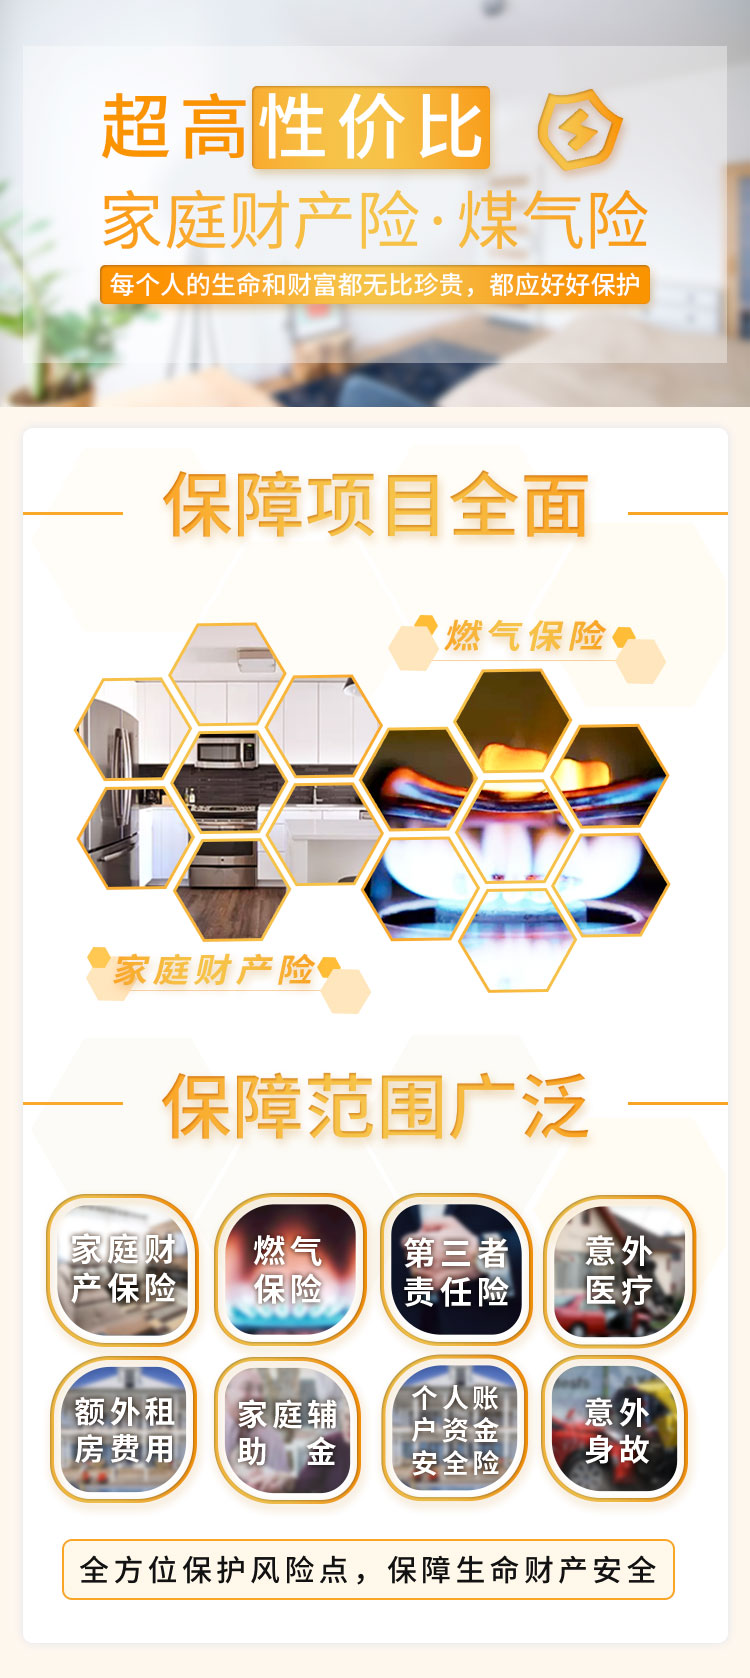 超高性价比
家庭财产险·煤气险
每个人的生命和财富都无比珍贵，都应好好保护
保障项目全面
燃气保险
家庭财产险
保障范围广泛
家庭财
产保险
燃气
保险
第三者
责任险
意外
医疗
额外租
房费用
家庭辅
助 金
个人账
户资金
安全险
意外
身故
全方位保护风险点，保障生命财产安全